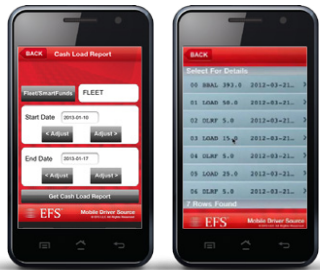 BACK Cash Load Report
Fleet/SmartFunds FLEET
Start Date 2013-01-10
< Adjust Adjust >
End Date 2013-01-17
< Adjust Adjust >
Get Cash Load Report
EFS Mobile Driver Source
BACK
Select For Details
00 BBAL 393.0 2012-03-21…
01 LOAD 50.0 2012-03-21…
02 DLRF 5.0 2012-03-21…
03 LOAD 15.0 2012-03-21…
04 DLRF 5.0 2012-03-21…
05 LOAD 25.0 2012-03-21…
06 DLRF 5.0 2012-03-21…
7 Rows Found
EFS Mobile Driver Source